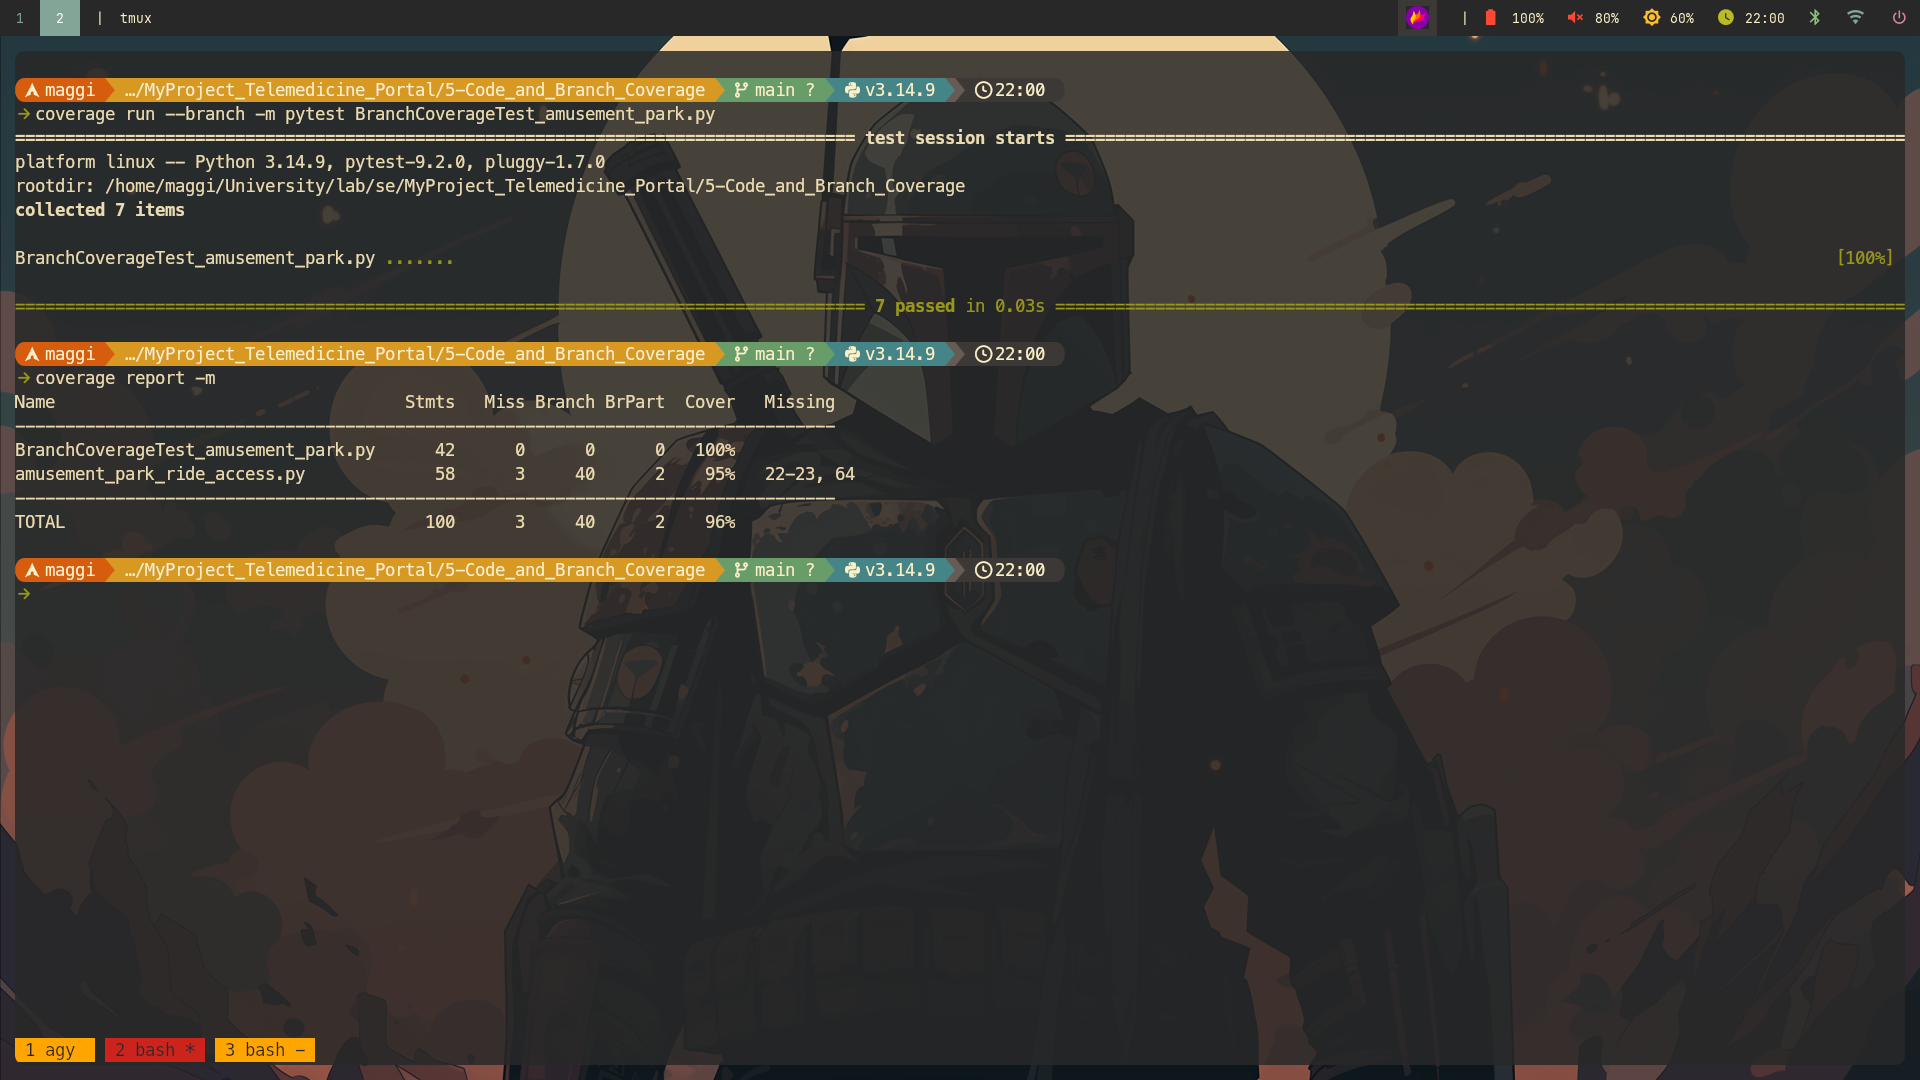 1 2 | tmux | 100% 80% 60% 22:00
maggi …/MyProject_Telemedicine_Portal/5-Code_and_Branch_Coverage main ? v3.14.9 22:00
→ coverage run --branch -m pytest BranchCoverageTest_amusement_park.py
==================================================================================== test session starts ====================================================================================
platform linux -- Python 3.14.9, pytest-9.2.0, pluggy-1.7.0
rootdir: /home/maggi/University/lab/se/MyProject_Telemedicine_Portal/5-Code_and_Branch_Coverage
collected 7 items
BranchCoverageTest_amusement_park.py ....... [100%]
===================================================================================== 7 passed in 0.03s =====================================================================================
maggi …/MyProject_Telemedicine_Portal/5-Code_and_Branch_Coverage main ? v3.14.9 22:00
→ coverage report -m
Name Stmts Miss Branch BrPart Cover Missing
----------------------------------------------------------------------------------
BranchCoverageTest_amusement_park.py 42 0 0 0 100%
amusement_park_ride_access.py 58 3 40 2 95% 22-23, 64
----------------------------------------------------------------------------------
TOTAL 100 3 40 2 96%
maggi …/MyProject_Telemedicine_Portal/5-Code_and_Branch_Coverage main ? v3.14.9 22:00
→
1 agy 2 bash * 3 bash -